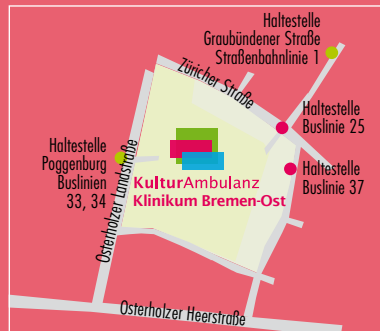 Haltestelle
Graubündener Straße
Straßenbahnlinie 1
Züricher Straße
Haltestelle
Buslinie 25
Haltestelle
Poggenburg
Buslinien
33, 34
Osterholzer Landstraße
Haltestelle
Buslinie 37
KulturAmbulanz
Klinikum Bremen-Ost
Osterholzer Heerstraße